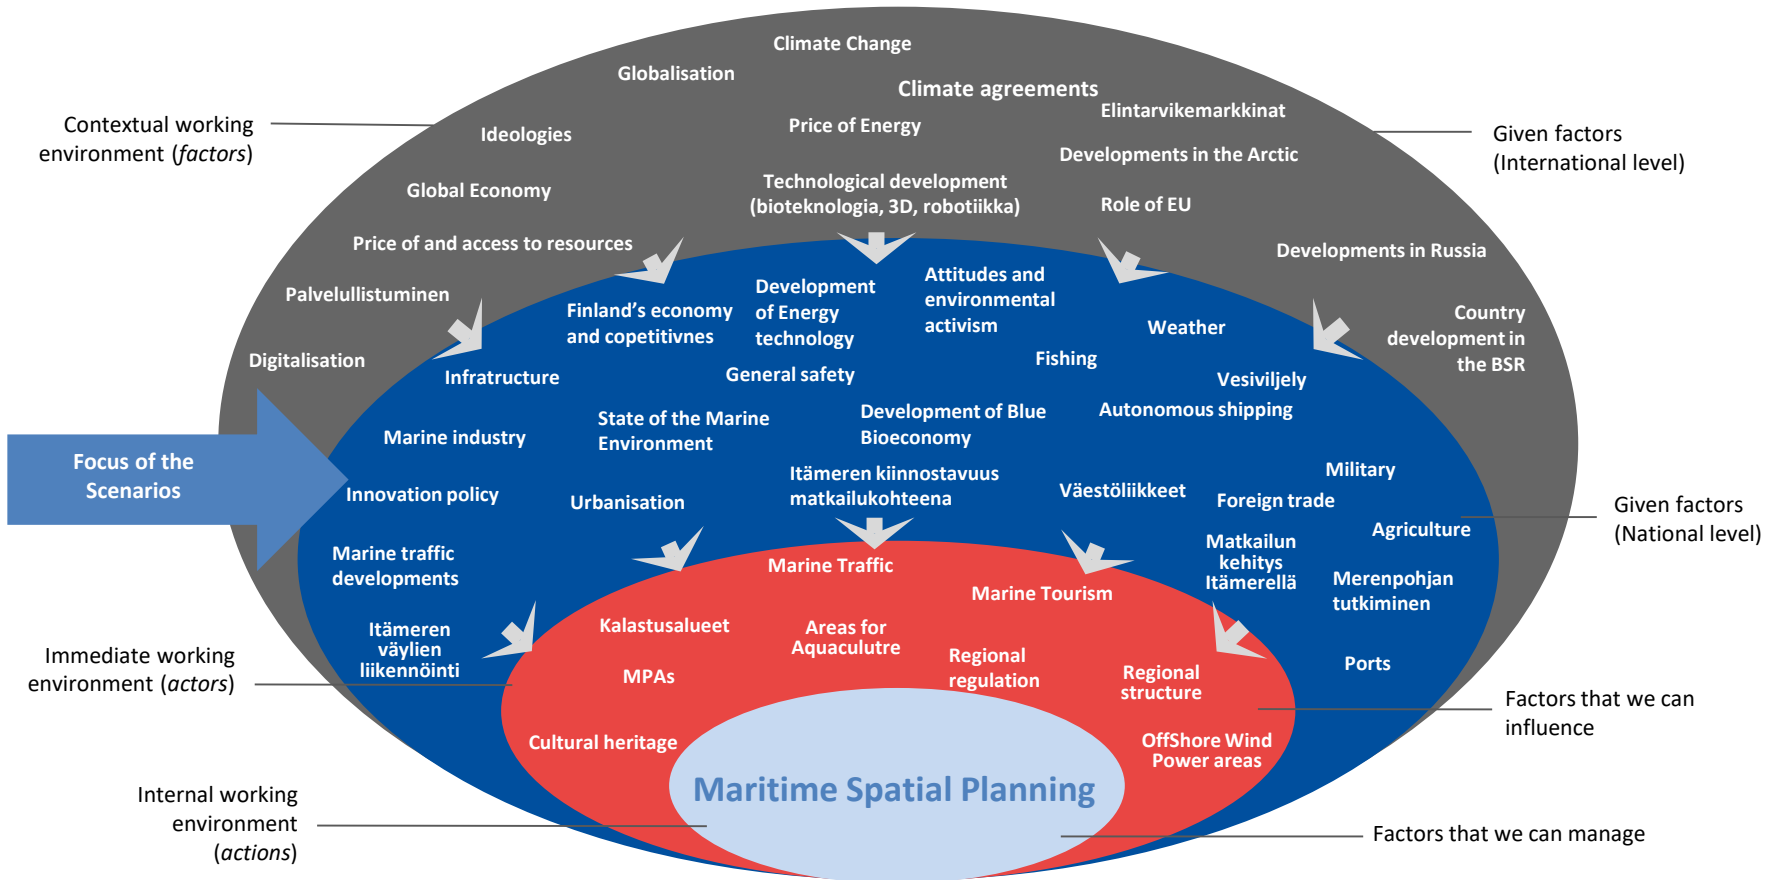 Climate Change
Globalisation
Climate agreements
Elintarvikemarkkinat
Ideologies
Price of Energy
Developments in the Arctic
Global Economy
Technological development
(bioteknologia, 3D, robotiikka)
Role of EU
Price of and access to resources
Developments in Russia
Palvelullistuminen
Country
development in
the BSR
Digitalisation
Contextual working
environment (factors)
Given factors
(International level)
Finland’s economy
and copetitivnes
Development
of Energy
technology
Attitudes and
environmental
activism
Weather
Fishing
Infratructure
General safety
Vesiviljely
Autonomous shipping
Marine industry
State of the Marine
Environment
Development of Blue
Bioeconomy
Focus of the
Scenarios
Innovation policy
Urbanisation
Itämeren kiinnostavuus
matkailukohteena
Väestöliikkeet
Military
Foreign trade
Agriculture
Given factors
(National level)
Marine traffic
developments
Matkailun
kehitys
Itämerellä
Merenpohjan
tutkiminen
Itämeren
väylien
liikennöinti
Ports
Marine Traffic
Marine Tourism
Kalastusalueet
Areas for
Aquaculutre
MPAs
Regional
regulation
Regional
structure
Cultural heritage
OffShore Wind
Power areas
Immediate working
environment (actors)
Factors that we can
influence
Maritime Spatial Planning
Internal working
environment
(actions)
Factors that we can manage